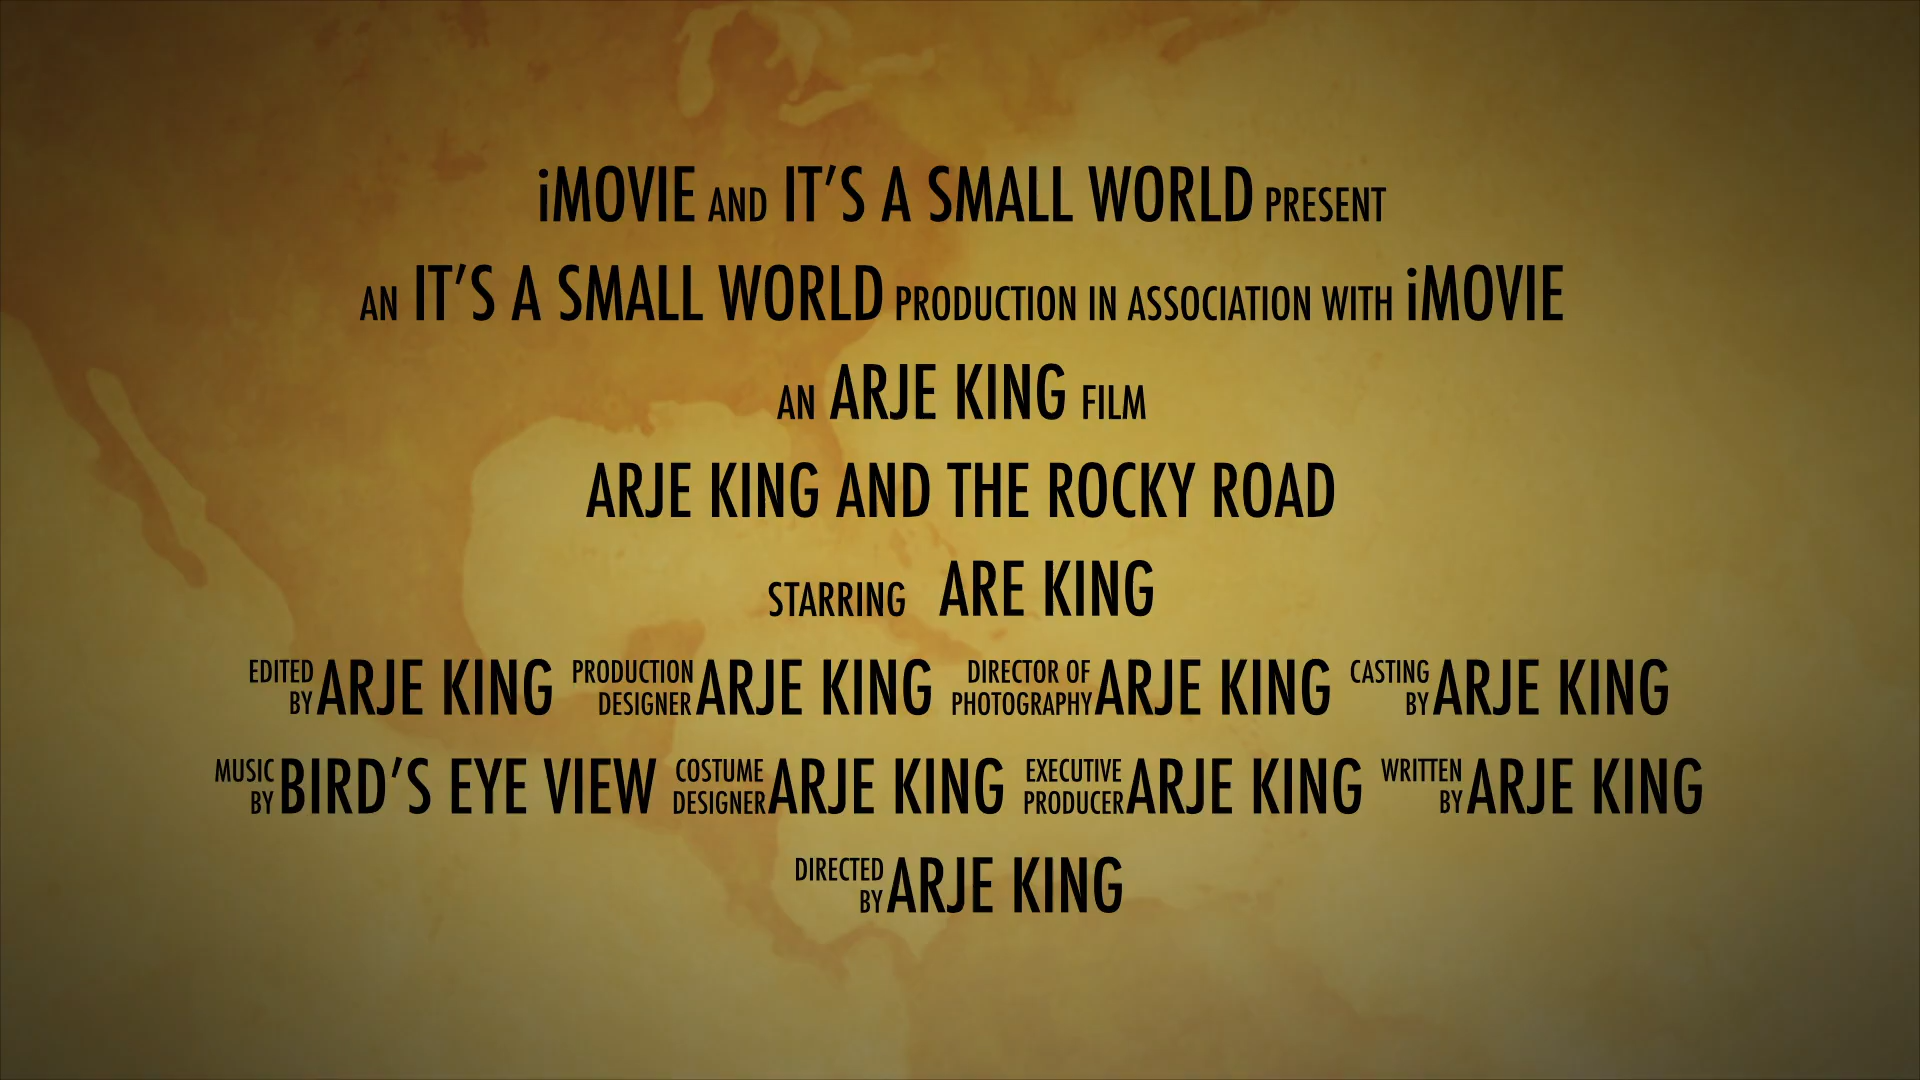 iMOVIE AND IT'S A SMALL WORLD PRESENT
AN IT'S A SMALL WORLD PRODUCTION IN ASSOCIATION WITH iMOVIE
AN ARJE KING FILM
ARJE KING AND THE ROCKY ROAD
STARRING ARE KING
EDITED BY ARJE KING PRODUCTION DESIGNER ARJE KING DIRECTOR OF PHOTOGRAPHY ARJE KING CASTING BY ARJE KING
MUSIC BY BIRD'S EYE VIEW COSTUME DESIGNER ARJE KING EXECUTIVE PRODUCER ARJE KING WRITTEN BY ARJE KING
DIRECTED BY ARJE KING